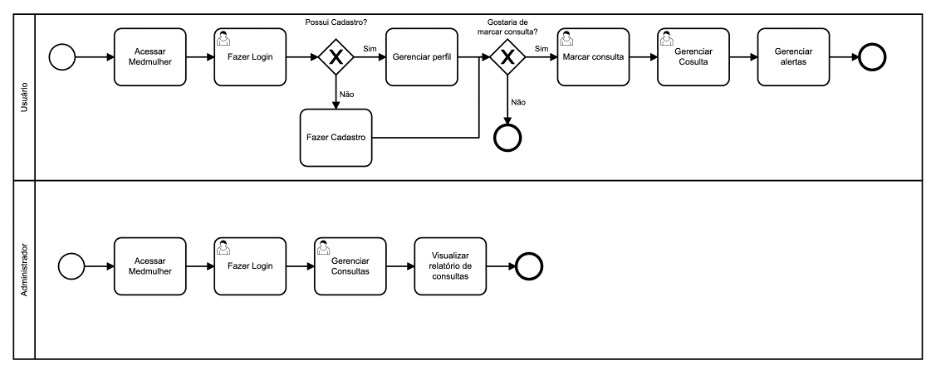 Usuário
Possui Cadastro?
Gostaria de
marcar consulta?
Acessar
Medmulher
Fazer Login
Sim
Gerenciar perfil
Sim
Marcar consulta
Gerenciar
Cosulta
Gerenciar
alertas
Não
Não
Fazer Cadastro
Administrador
Acessar
Medmulher
Fazer Login
Gerenciar
Consultas
Visualizar
relatório de
consultas